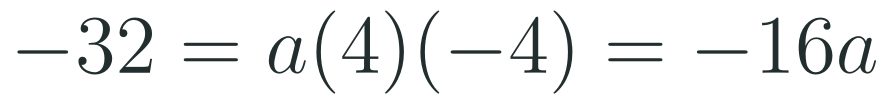 −32 = a(4)(−4) = −16a